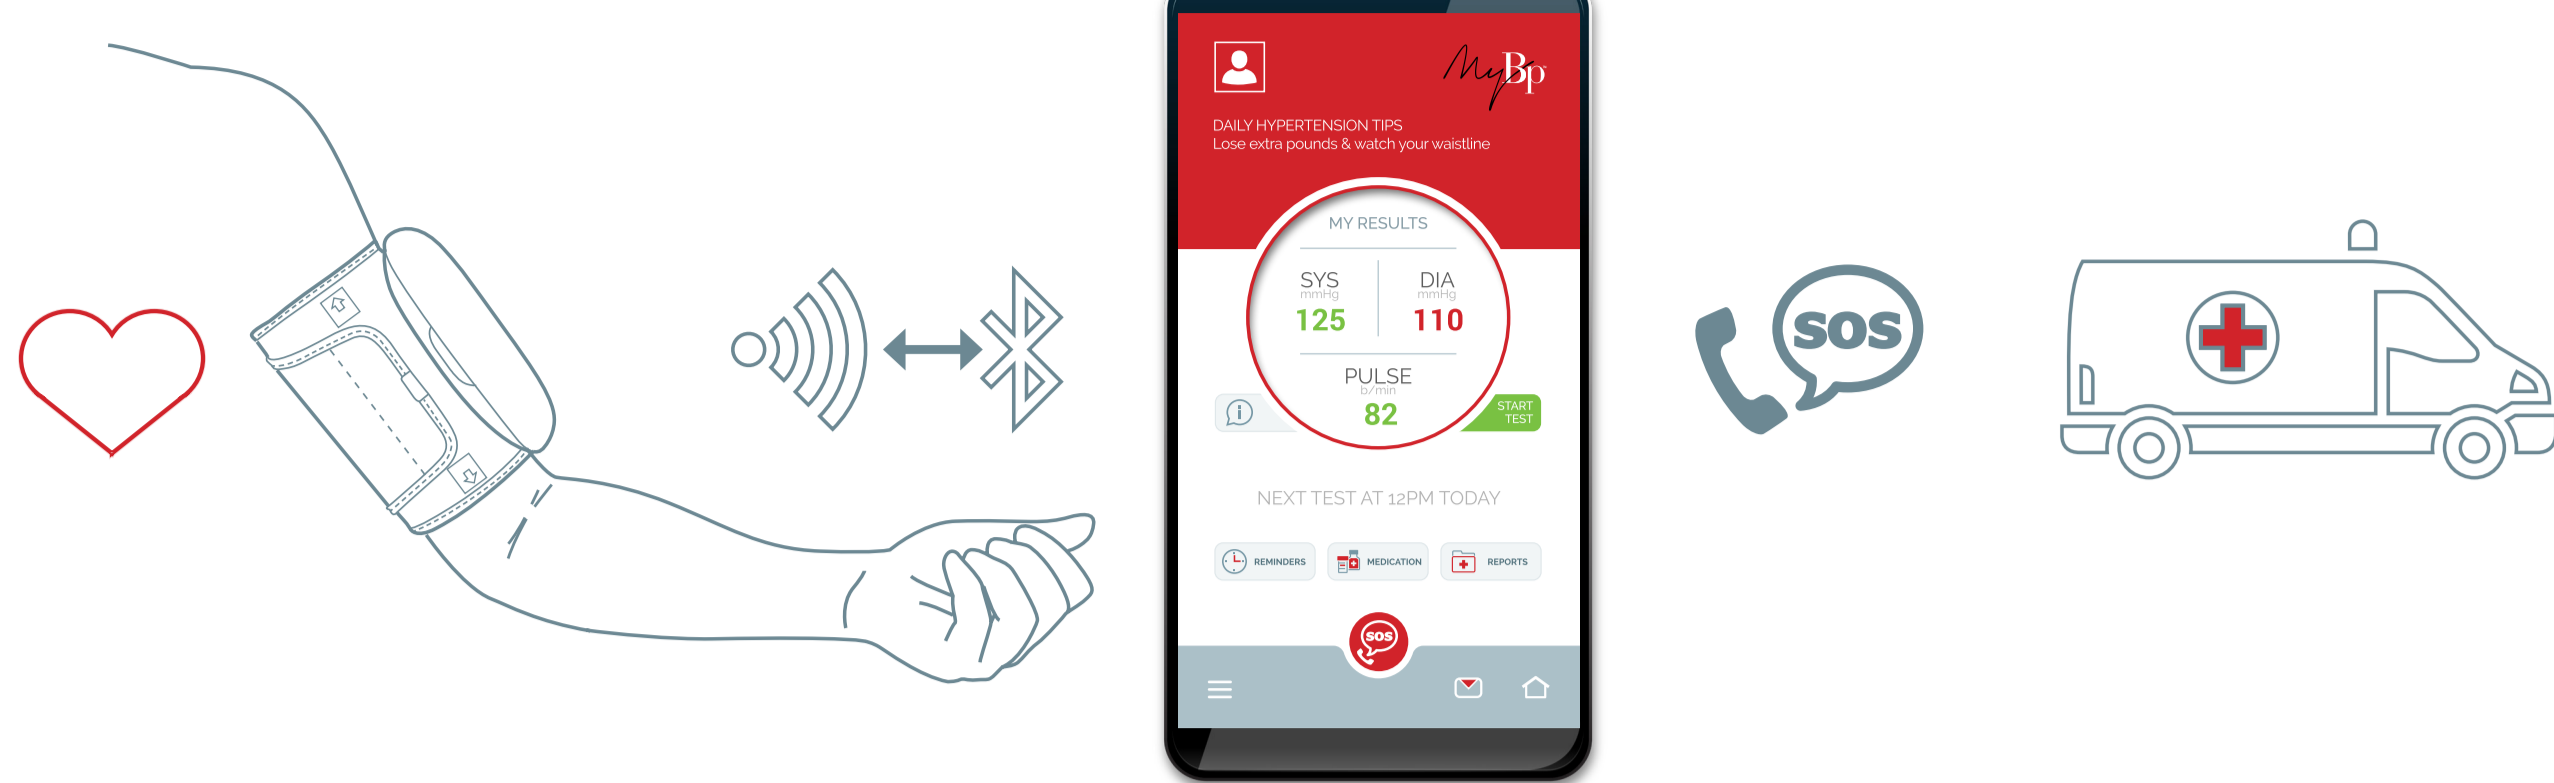 MyBp
DAILY HYPERTENSION TIPS
Lose extra pounds & watch your waistline
MY RESULTS
SYS
mmHg
125
DIA
mmHg
110
PULSE
b/min
82
START
TEST
NEXT TEST AT 12PM TODAY
REMINDERS
MEDICATION
REPORTS
sos
sos